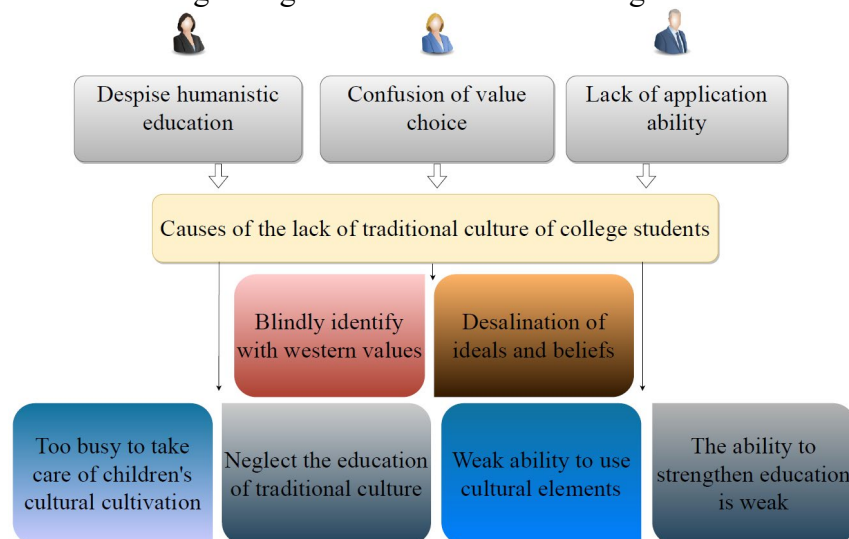 Despise humanistic
education
Confusion of value
choice
Lack of application
ability
Causes of the lack of traditional culture of college students
Blindly identify
with western values
Desalination of
ideals and beliefs
Too busy to take
care of children's
cultural cultivation
Neglect the education
of traditional culture
Weak ability to use
cultural elements
The ability to
strengthen education
is weak